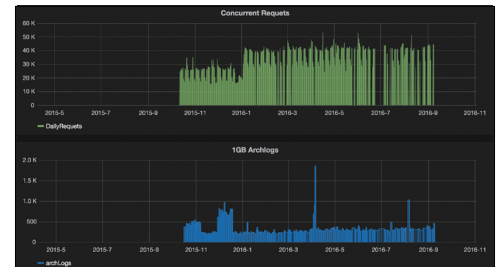 Concurrent Requets
60 K
50 K
40 K
30 K
20 K
10 K
0
2015-5 2015-7 2015-9 2015-11 2016-1 2016-3 2016-5 2016-7 2016-9 2016-11
DailyRequets
1GB Archlogs
2.0 K
1.5 K
1.0 K
500
0
2015-5 2015-7 2015-9 2015-11 2016-1 2016-3 2016-5 2016-7 2016-9 2016-11
archLogs